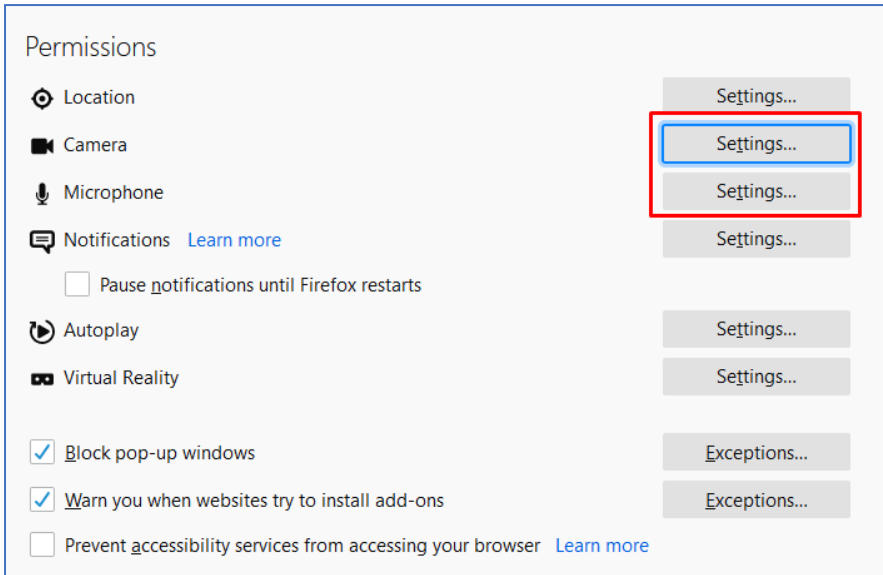 Permissions
Location Settings...
Camera Settings...
Microphone Settings...
Notifications Learn more Settings...
Pause notifications until Firefox restarts
Autoplay Settings...
Virtual Reality Settings...
Block pop-up windows Exceptions...
Warn you when websites try to install add-ons Exceptions...
Prevent accessibility services from accessing your browser Learn more